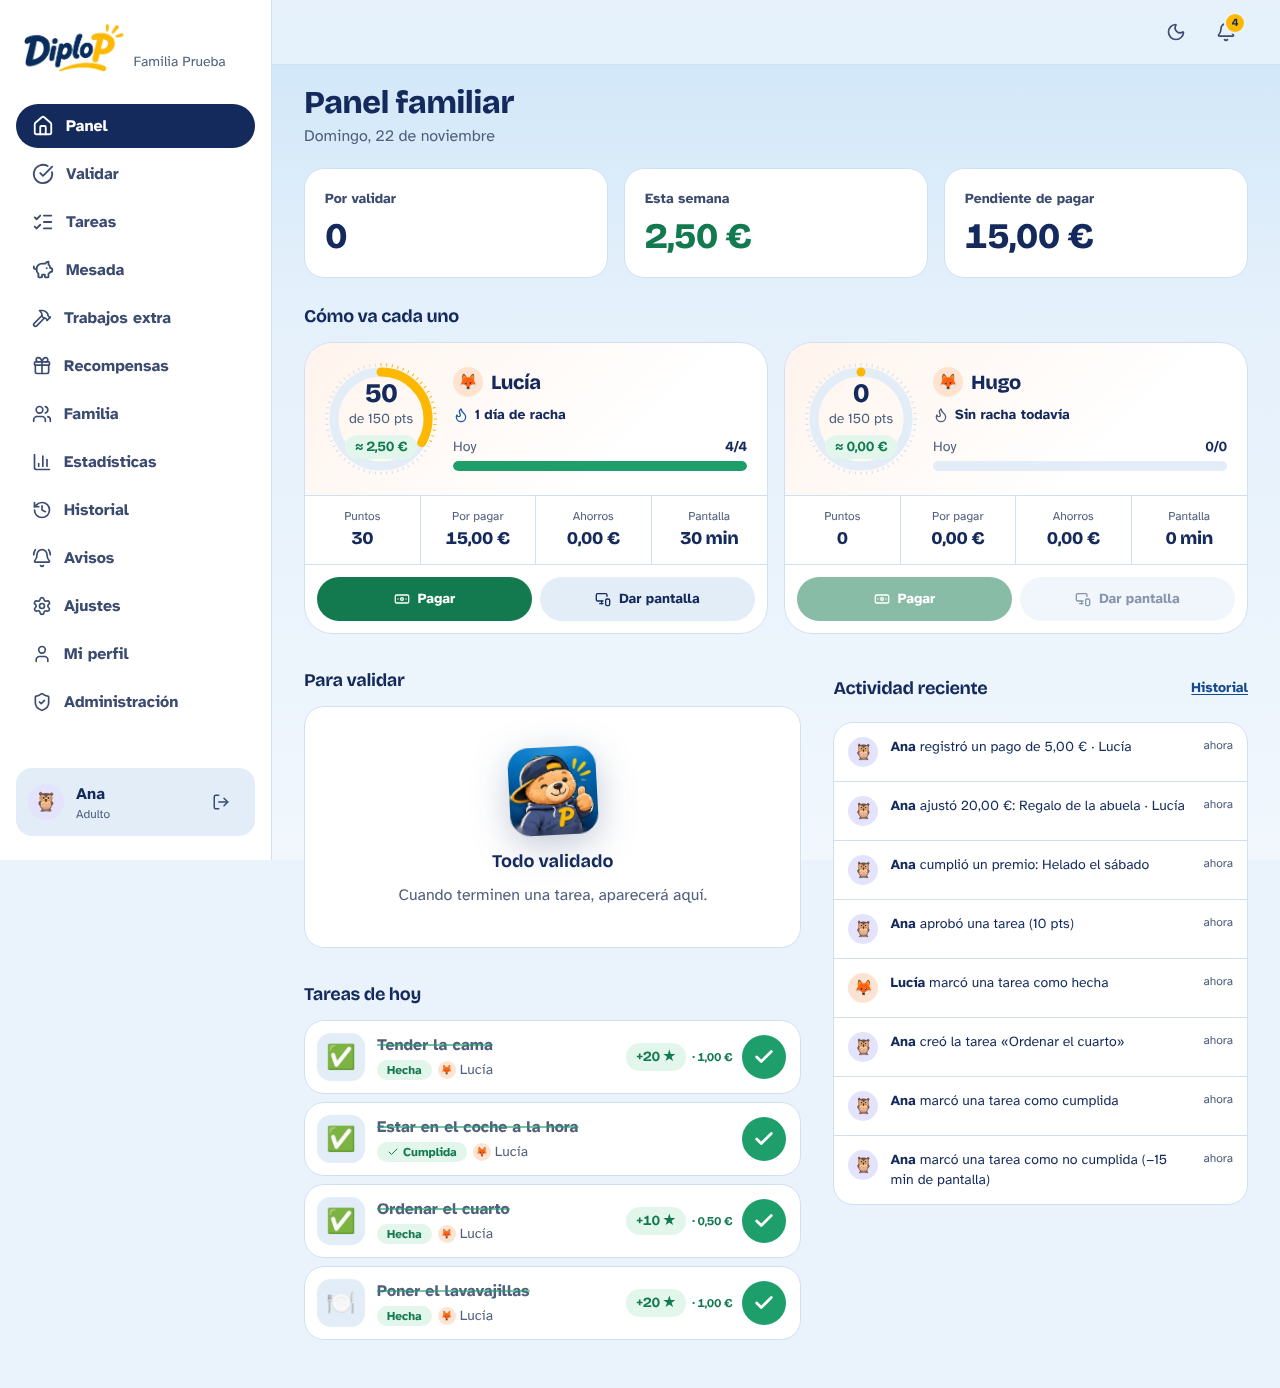 DiploP
Familia Prueba
4
Panel
Validar
Tareas
Mesada
Trabajos extra
Recompensas
Familia
Estadísticas
Historial
Avisos
Ajustes
Mi perfil
Administración
Ana
Adulto
Panel familiar
Domingo, 22 de noviembre
Por validar
0
Esta semana
2,50 €
Pendiente de pagar
15,00 €
Cómo va cada uno
50
de 150 pts
≈ 2,50 €
Lucía
1 día de racha
Hoy 4/4
Puntos
30
Por pagar
15,00 €
Ahorros
0,00 €
Pantalla
30 min
Pagar
Dar pantalla
0
de 150 pts
≈ 0,00 €
Hugo
Sin racha todavía
Hoy 0/0
Puntos
0
Por pagar
0,00 €
Ahorros
0,00 €
Pantalla
0 min
Pagar
Dar pantalla
Para validar
P
Todo validado
Cuando terminen una tarea, aparecerá aquí.
Tareas de hoy
Tender la cama
Hecha Lucía
+20 ★ · 1,00 €
Estar en el coche a la hora
Cumplida Lucía
Ordenar el cuarto
Hecha Lucía
+10 ★ · 0,50 €
Poner el lavavajillas
Hecha Lucía
+20 ★ · 1,00 €
Actividad reciente
Historial
Ana registró un pago de 5,00 € · Lucía ahora
Ana ajustó 20,00 €: Regalo de la abuela · Lucía ahora
Ana cumplió un premio: Helado el sábado ahora
Ana aprobó una tarea (10 pts) ahora
Lucía marcó una tarea como hecha ahora
Ana creó la tarea «Ordenar el cuarto» ahora
Ana marcó una tarea como cumplida ahora
Ana marcó una tarea como no cumplida (−15 ahora
min de pantalla)